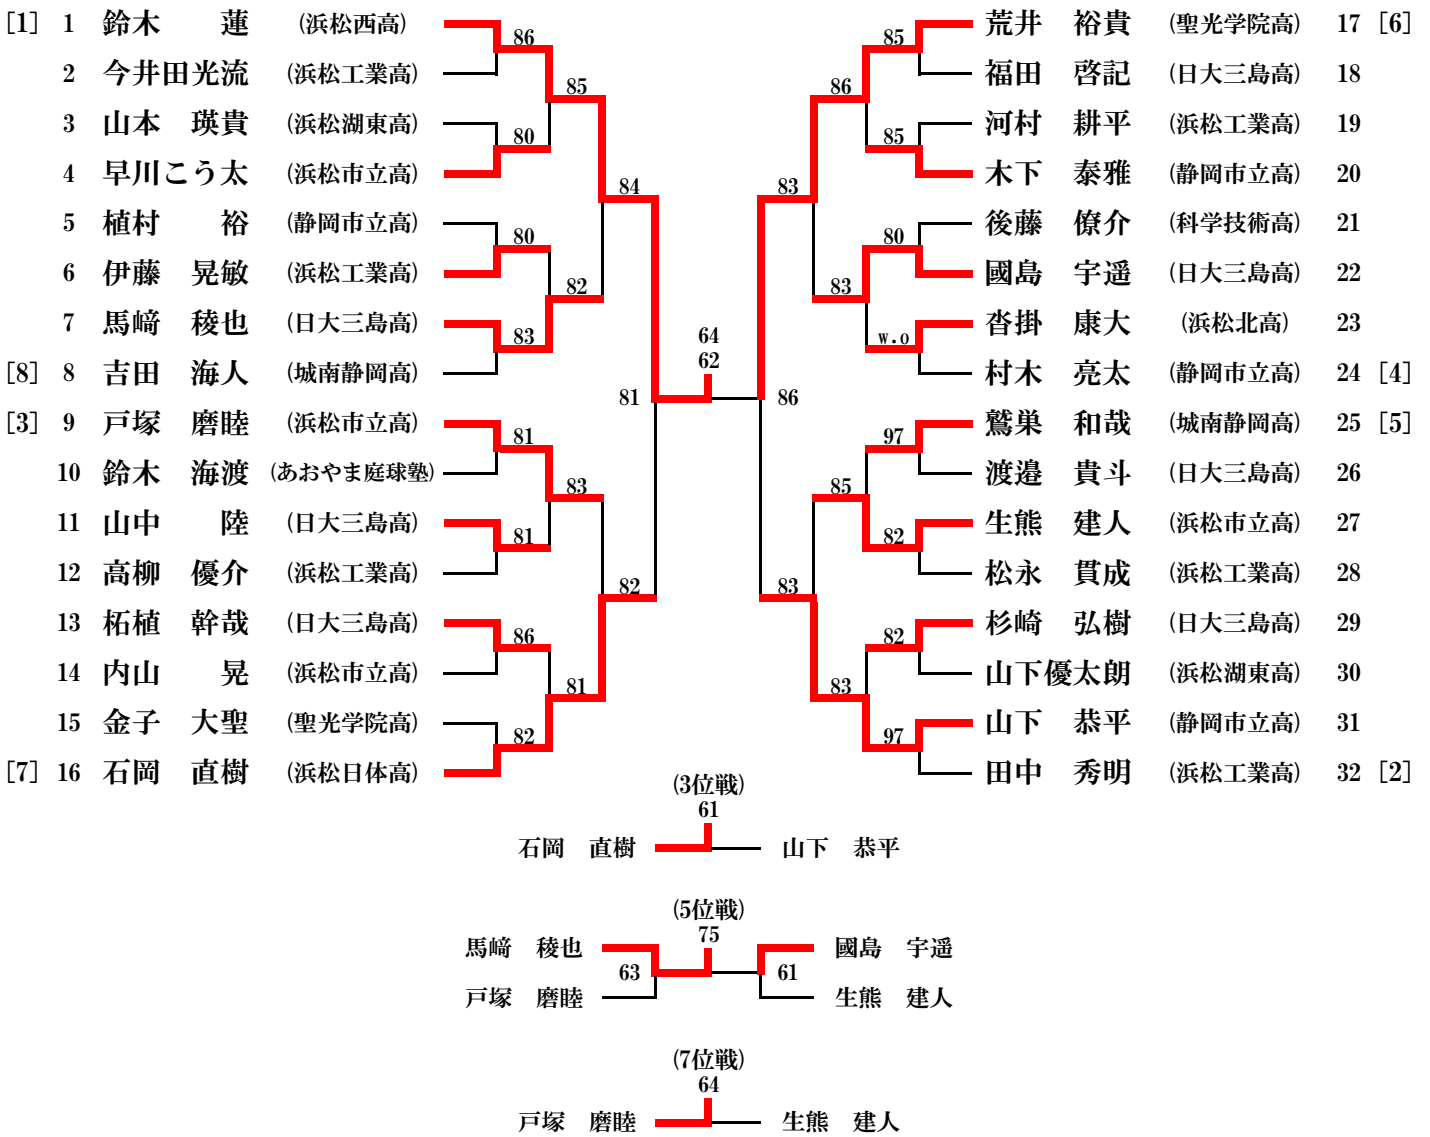 [1] 1 鈴木　　蓮 (浜松西高)
86
2 今井田光流 (浜松工業高)
85
3 山本　瑛貴 (浜松湖東高)
80
4 早川こう太 (浜松市立高)
84
5 植村　　裕 (静岡市立高)
80
6 伊藤　晃敏 (浜松工業高)
82
7 馬﨑　稜也 (日大三島高)
83
[8] 8 吉田　海人 (城南静岡高)
81
[3] 9 戸塚　磨睦 (浜松市立高)
81
10 鈴木　海渡 (あおやま庭球塾)
83
11 山中　　陸 (日大三島高)
81
12 高柳　優介 (浜松工業高)
82
13 柘植　幹哉 (日大三島高)
86
14 内山　　晃 (浜松市立高)
81
15 金子　大聖 (聖光学院高)
82
[7] 16 石岡　直樹 (浜松日体高)
64
62
荒井　裕貴 (聖光学院高) 17 [6]
85
福田　啓記 (日大三島高) 18
86
河村　耕平 (浜松工業高) 19
85
木下　泰雅 (静岡市立高) 20
83
後藤　僚介 (科学技術高) 21
80
國島　宇遥 (日大三島高) 22
83
沓掛　康大 (浜松北高) 23
w.o
村木　亮太 (静岡市立高) 24 [4]
86
鷲巣　和哉 (城南静岡高) 25 [5]
97
渡邉　貴斗 (日大三島高) 26
85
生熊　建人 (浜松市立高) 27
82
松永　貫成 (浜松工業高) 28
83
杉崎　弘樹 (日大三島高) 29
82
山下優太朗 (浜松湖東高) 30
83
山下　恭平 (静岡市立高) 31
97
田中　秀明 (浜松工業高) 32 [2]
(3位戦)
61
石岡　直樹 山下　恭平
(5位戦)
75
馬﨑　稜也 國島　宇遥
63 61
戸塚　磨睦 生熊　建人
(7位戦)
64
戸塚　磨睦 生熊　建人